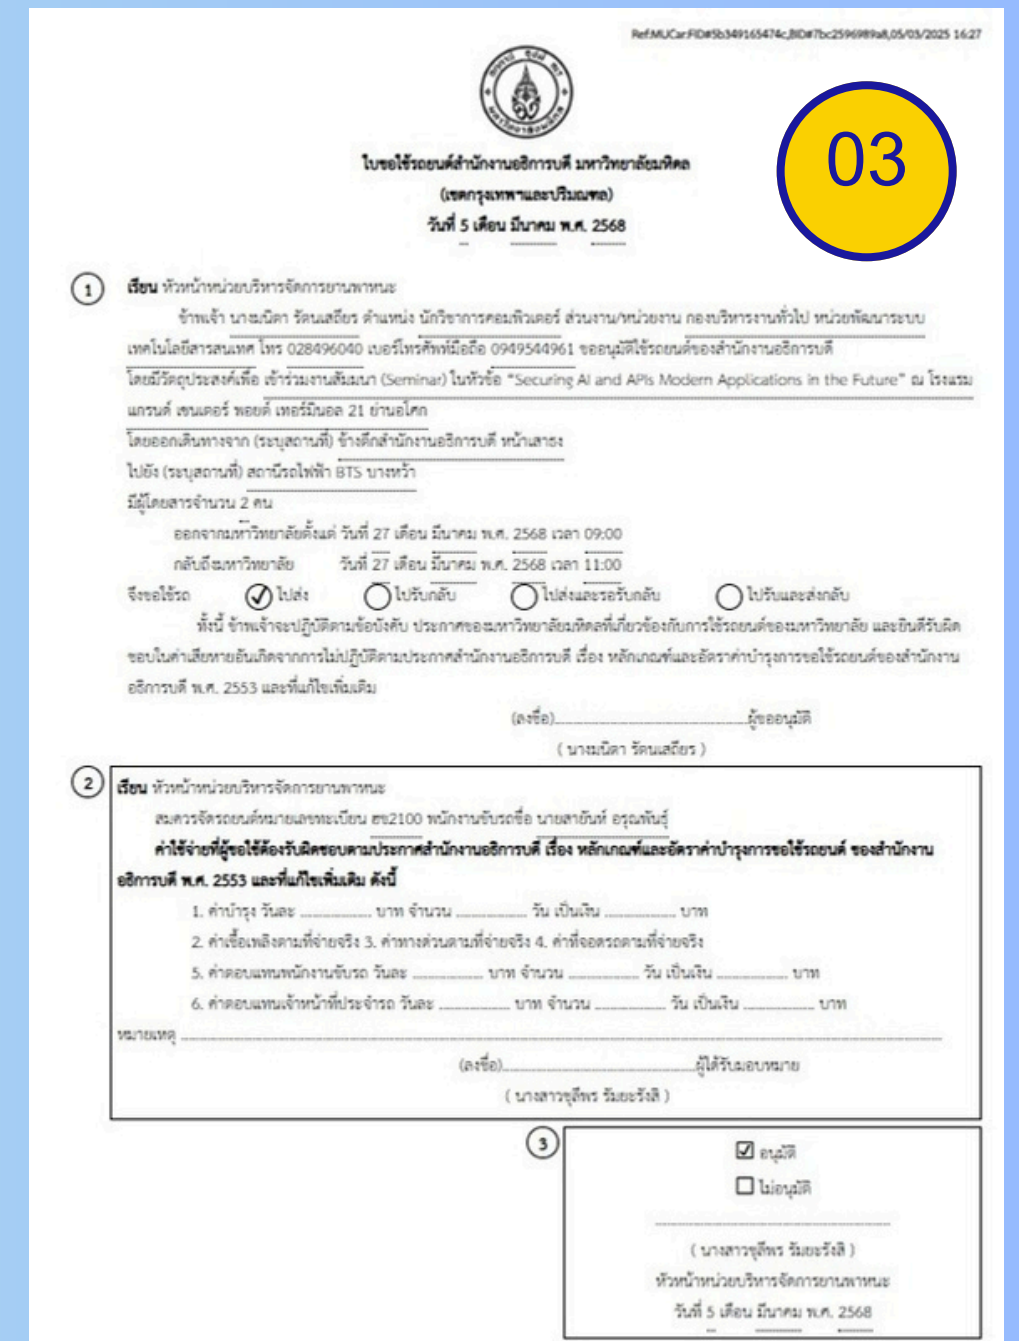 Ref:MUCar:FID#5b349165474c,BID#7bc2596989a8,05/03/2025 16:27
03
ใบขอใช้รถยนต์สำนักงานอธิการบดี มหาวิทยาลัยมหิดล
(เขตกรุงเทพฯและปริมณฑล)
วันที่ 5 เดือน มีนาคม พ.ศ. 2568
1 เรียน หัวหน้าหน่วยบริหารจัดการยานพาหนะ
ข้าพเจ้า นางมนิตา รัตนเสถียร ตำแหน่ง นักวิชาการคอมพิวเตอร์ ส่วนงาน/หน่วยงาน กองบริหารงานทั่วไป หน่วยพัฒนาระบบ
เทคโนโลยีสารสนเทศ โทร 028496040 เบอร์โทรศัพท์มือถือ 0949544961 ขออนุมัติใช้รถยนต์ของสำนักงานอธิการบดี
โดยมีวัตถุประสงค์เพื่อ เข้าร่วมงานสัมมนา (Seminar) ในหัวข้อ "Securing AI and APIs Modern Applications in the Future" ณ โรงแรม
แกรนด์ เซนเตอร์ พอยต์ เทอร์มินอล 21 ย่านอโศก
โดยออกเดินทางจาก (ระบุสถานที่) ข้างตึกสำนักงานอธิการบดี หน้าเสาธง
ไปยัง (ระบุสถานที่) สถานีรถไฟฟ้า BTS บางหว้า
มีผู้โดยสารจำนวน 2 คน
ออกจากมหาวิทยาลัยตั้งแต่ วันที่ 27 เดือน มีนาคม พ.ศ. 2568 เวลา 09:00
กลับถึงมหาวิทยาลัย วันที่ 27 เดือน มีนาคม พ.ศ. 2568 เวลา 11:00
จึงขอใช้รถ ไปส่ง ไปรับกลับ ไปส่งและรอรับกลับ ไปรับและส่งกลับ
ทั้งนี้ ข้าพเจ้าจะปฏิบัติตามข้อบังคับ ประกาศของมหาวิทยาลัยมหิดลที่เกี่ยวข้องกับการใช้รถยนต์ของมหาวิทยาลัย และยินดีรับผิด
ชอบในค่าเสียหายอันเกิดจากการไม่ปฏิบัติตามประกาศสำนักงานอธิการบดี เรื่อง หลักเกณฑ์และอัตราค่าบำรุงการขอใช้รถยนต์ของสำนักงาน
อธิการบดี พ.ศ. 2553 และที่แก้ไขเพิ่มเติม
(ลงชื่อ)................................................ผู้ขออนุมัติ
( นางมนิตา รัตนเสถียร )
2 เรียน หัวหน้าหน่วยบริหารจัดการยานพาหนะ
สมควรจัดรถยนต์หมายเลขทะเบียน ฮข2100 พนักงานขับรถชื่อ นายสายันท์ อรุณพันธุ์
ค่าใช้จ่ายที่ผู้ขอใช้ต้องรับผิดชอบตามประกาศสำนักงานอธิการบดี เรื่อง หลักเกณฑ์และอัตราค่าบำรุงการขอใช้รถยนต์ ของสำนักงาน
อธิการบดี พ.ศ. 2553 และที่แก้ไขเพิ่มเติม ดังนี้
1. ค่าบำรุง วันละ .................. บาท จำนวน .................. วัน เป็นเงิน .................. บาท
2. ค่าเชื้อเพลิงตามที่จ่ายจริง 3. ค่าทางด่วนตามที่จ่ายจริง 4. ค่าที่จอดรถตามที่จ่ายจริง
5. ค่าตอบแทนพนักงานขับรถ วันละ .................. บาท จำนวน .................. วัน เป็นเงิน .................. บาท
6. ค่าตอบแทนเจ้าหน้าที่ประจำรถ วันละ .................. บาท จำนวน .................. วัน เป็นเงิน .................. บาท
หมายเหตุ ................................................................................
(ลงชื่อ)................................................ผู้ได้รับมอบหมาย
( นางสาวชุลีพร รัมยะรังสิ )
3
อนุมัติ
ไม่อนุมัติ
................................................
( นางสาวชุลีพร รัมยะรังสิ )
หัวหน้าหน่วยบริหารจัดการยานพาหนะ
วันที่ 5 เดือน มีนาคม พ.ศ. 2568